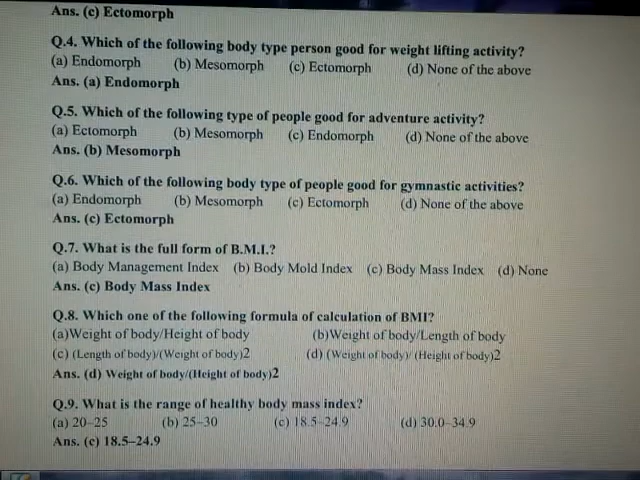 Ans. (c) Ectomorph
Q.4. Which of the following body type person good for weight lifting activity?
(a) Endomorph (b) Mesomorph (c) Ectomorph (d) None of the above
Ans. (a) Endomorph
Q.5. Which of the following type of people good for adventure activity?
(a) Ectomorph (b) Mesomorph (c) Endomorph (d) None of the above
Ans. (b) Mesomorph
Q.6. Which of the following body type of people good for gymnastic activities?
(a) Endomorph (b) Mesomorph (c) Ectomorph (d) None of the above
Ans. (c) Ectomorph
Q.7. What is the full form of B.M.I.?
(a) Body Management Index (b) Body Mold Index (c) Body Mass Index (d) None
Ans. (c) Body Mass Index
Q.8. Which one of the following formula of calculation of BMI?
(a)Weight of body/Height of body (b)Weight of body/Length of body
(c) (Length of body)/(Weight of body)2 (d) (Weight of body)/ (Height of body)2
Ans. (d) Weight of body/(Height of body)2
Q.9. What is the range of healthy body mass index?
(a) 20–25 (b) 25–30 (c) 18.5–24.9 (d) 30.0–34.9
Ans. (c) 18.5–24.9